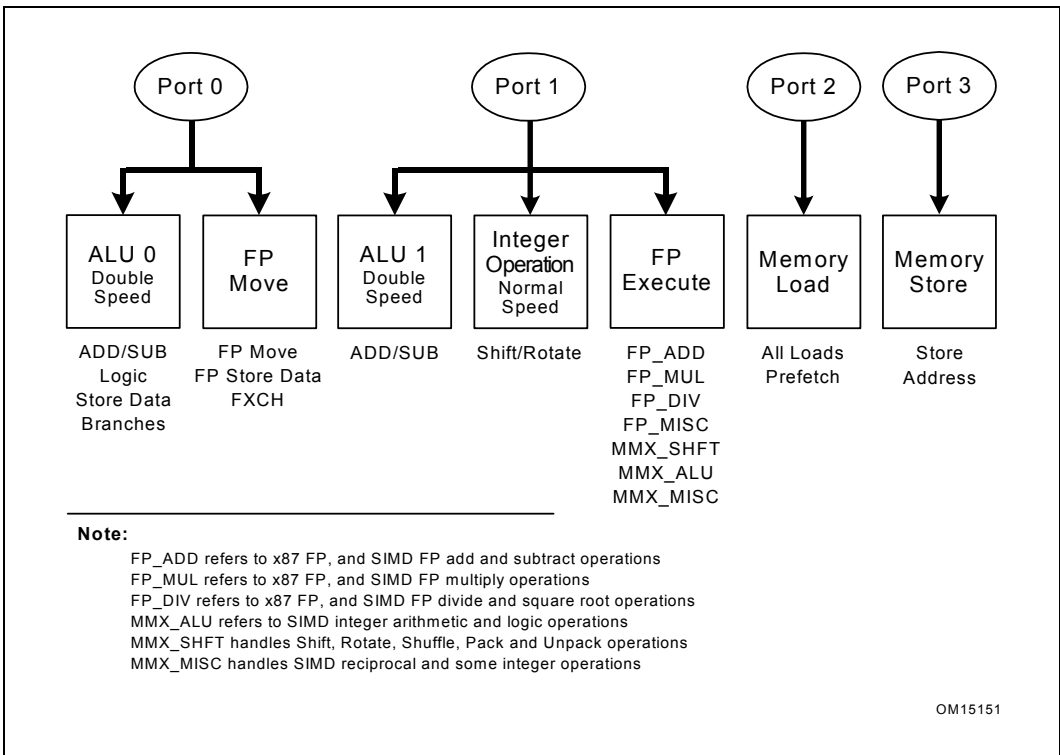 Port 0
Port 1
Port 2
Port 3
ALU 0
Double
Speed
FP
Move
ALU 1
Double
Speed
Integer
Operation
Normal
Speed
FP
Execute
Memory
Load
Memory
Store
ADD/SUB
Logic
Store Data
Branches
FP Move
FP Store Data
FXCH
ADD/SUB
Shift/Rotate
FP_ADD
FP_MUL
FP_DIV
FP_MISC
MMX_SHFT
MMX_ALU
MMX_MISC
All Loads
Prefetch
Store
Address
Note:
FP_ADD refers to x87 FP, and SIMD FP add and subtract operations
FP_MUL refers to x87 FP, and SIMD FP multiply operations
FP_DIV refers to x87 FP, and SIMD FP divide and square root operations
MMX_ALU refers to SIMD integer arithmetic and logic operations
MMX_SHFT handles Shift, Rotate, Shuffle, Pack and Unpack operations
MMX_MISC handles SIMD reciprocal and some integer operations
OM15151